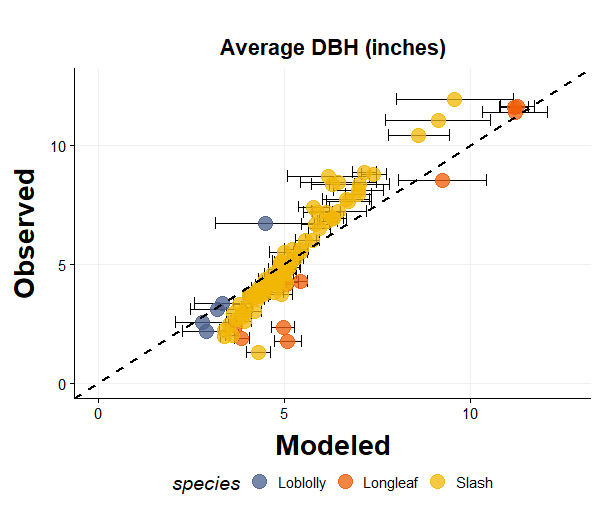 Average DBH (inches)
Observed
10
5
0
0 5 10
Modeled
species Loblolly Longleaf Slash